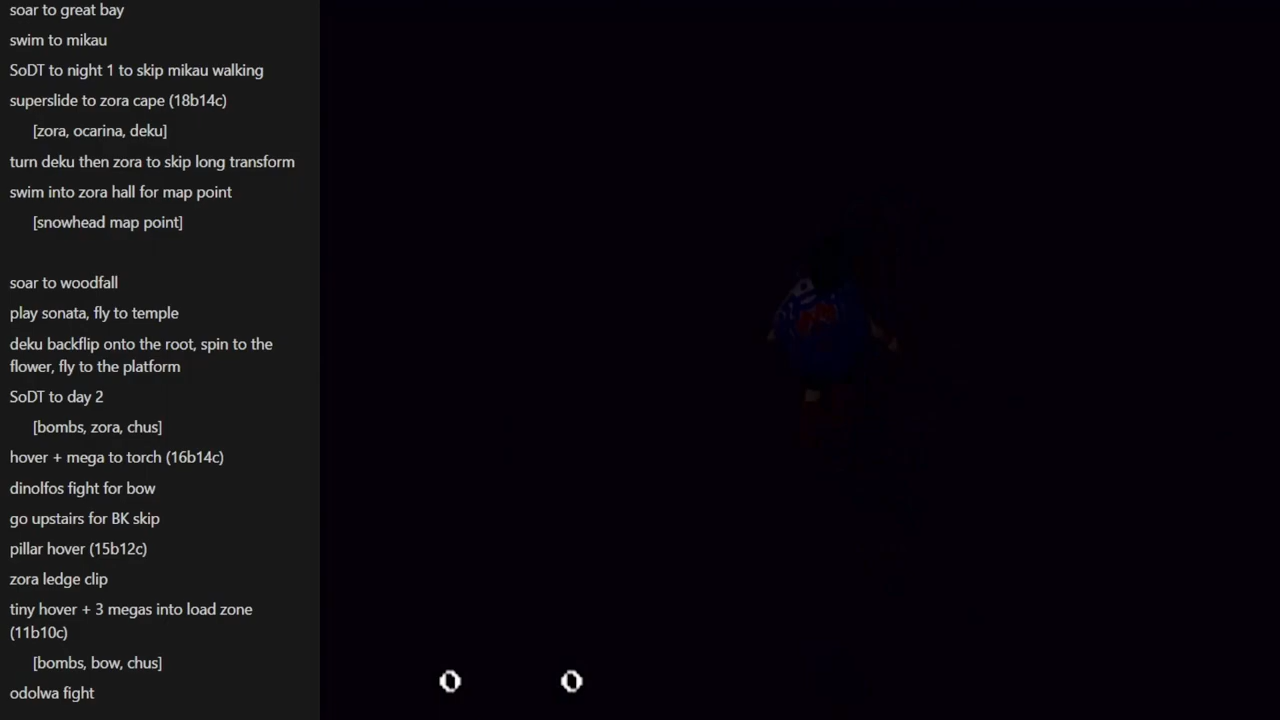 soar to great bay
swim to mikau
SoDT to night 1 to skip mikau walking
superslide to zora cape (18b14c)
[zora, ocarina, deku]
turn deku then zora to skip long transform
swim into zora hall for map point
[snowhead map point]
soar to woodfall
play sonata, fly to temple
deku backflip onto the root, spin to the
flower, fly to the platform
SoDT to day 2
[bombs, zora, chus]
hover + mega to torch (16b14c)
dinolfos fight for bow
go upstairs for BK skip
pillar hover (15b12c)
zora ledge clip
tiny hover + 3 megas into load zone
(11b10c)
[bombs, bow, chus]
odolwa fight
0 0